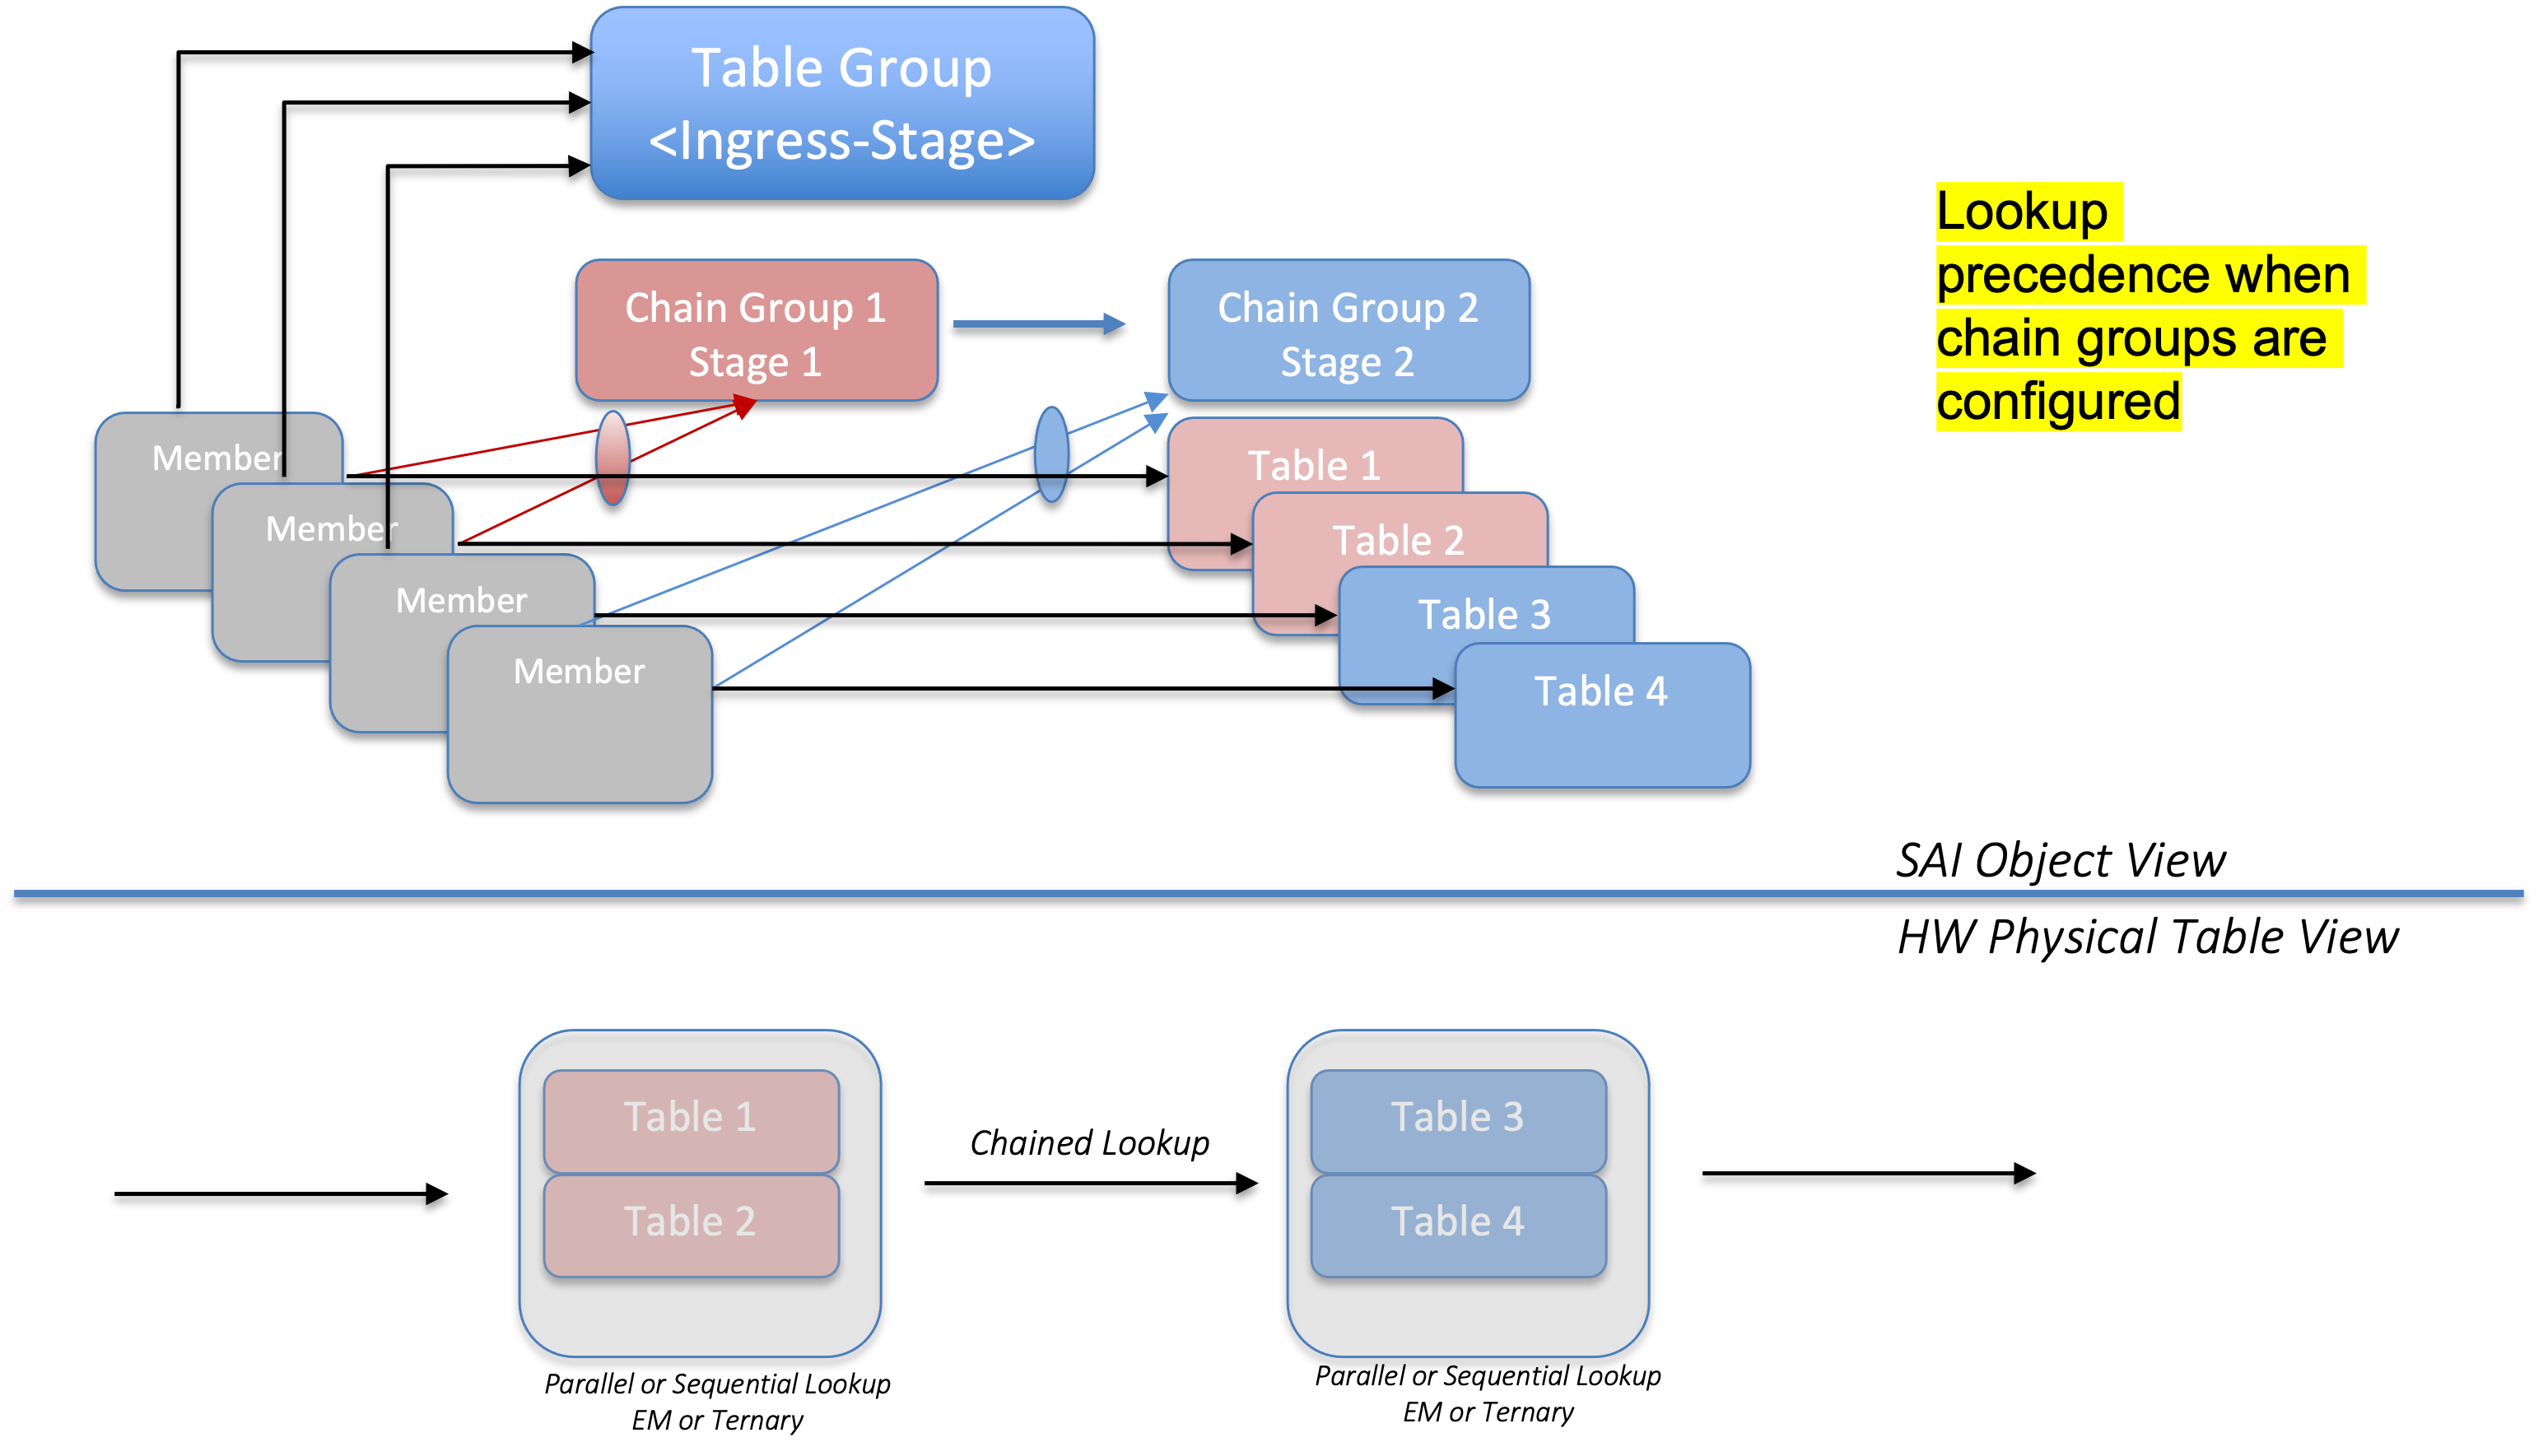 Table Group
<Ingress-Stage>
Lookup
precedence when
chain groups are
configured
Chain Group 1
Stage 1
Chain Group 2
Stage 2
Member
Member
Member
Member
Table 1
Table 2
Table 3
Table 4
SAI Object View
HW Physical Table View
Table 1
Table 2
Chained Lookup
Table 3
Table 4
Parallel or Sequential Lookup
EM or Ternary
Parallel or Sequential Lookup
EM or Ternary